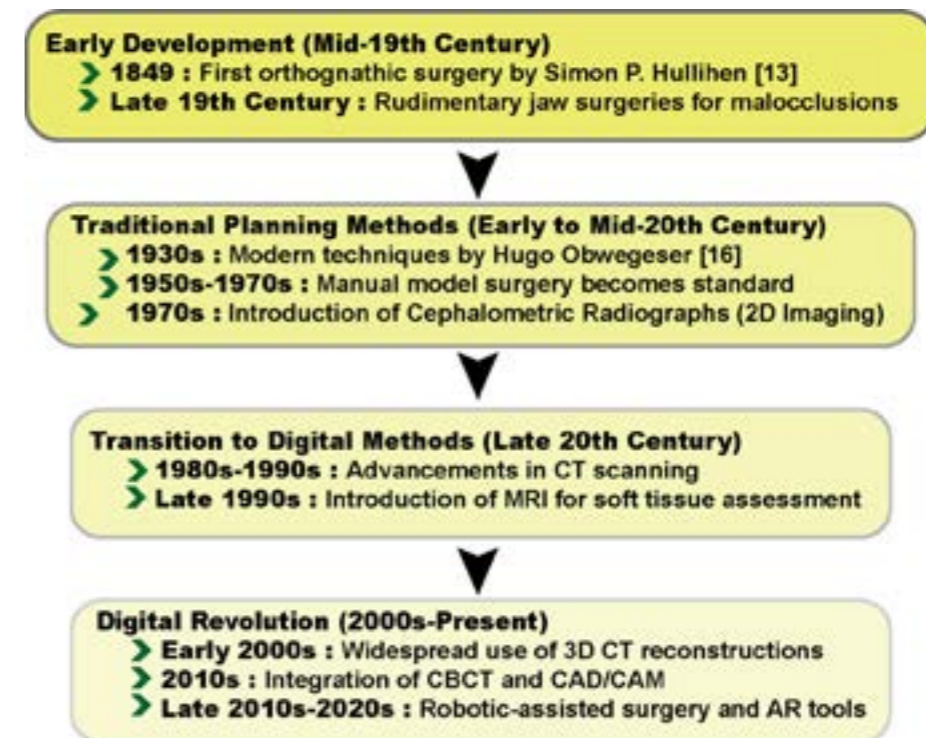 Early Development (Mid-19th Century)
1849 : First orthognathic surgery by Simon P. Hullihen [13]
Late 19th Century : Rudimentary jaw surgeries for malocclusions
Traditional Planning Methods (Early to Mid-20th Century)
1930s : Modern techniques by Hugo Obwegeser [16]
1950s-1970s : Manual model surgery becomes standard
1970s : Introduction of Cephalometric Radiographs (2D Imaging)
Transition to Digital Methods (Late 20th Century)
1980s-1990s : Advancements in CT scanning
Late 1990s : Introduction of MRI for soft tissue assessment
Digital Revolution (2000s-Present)
Early 2000s : Widespread use of 3D CT reconstructions
2010s : Integration of CBCT and CAD/CAM
Late 2010s-2020s : Robotic-assisted surgery and AR tools